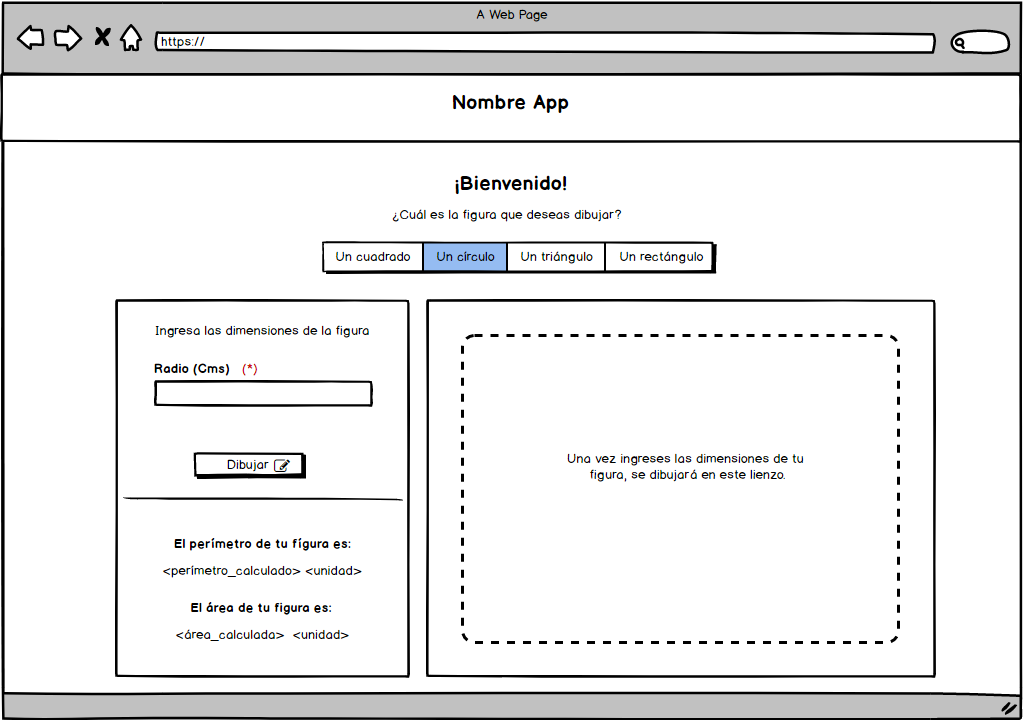 A Web Page
https://
Nombre App
¡Bienvenido!
¿Cuál es la figura que deseas dibujar?
Un cuadrado Un círculo Un triángulo Un rectángulo
Ingresa las dimensiones de la figura
Radio (Cms) (*)
Dibujar
El perímetro de tu fígura es:
<perímetro_calculado> <unidad>
El área de tu figura es:
<área_calculada> <unidad>
Una vez ingreses las dimensiones de tu
figura, se dibujará en este lienzo.